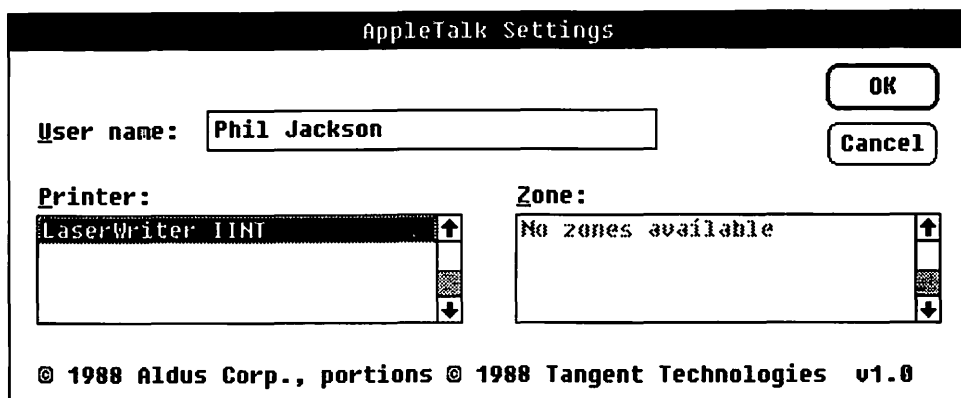 AppleTalk Settings
OK
User name: Phil Jackson
Cancel
Printer:
Zone:
LaserWriter IINT
No zones available
© 1988 Aldus Corp., portions © 1988 Tangent Technologies v1.0